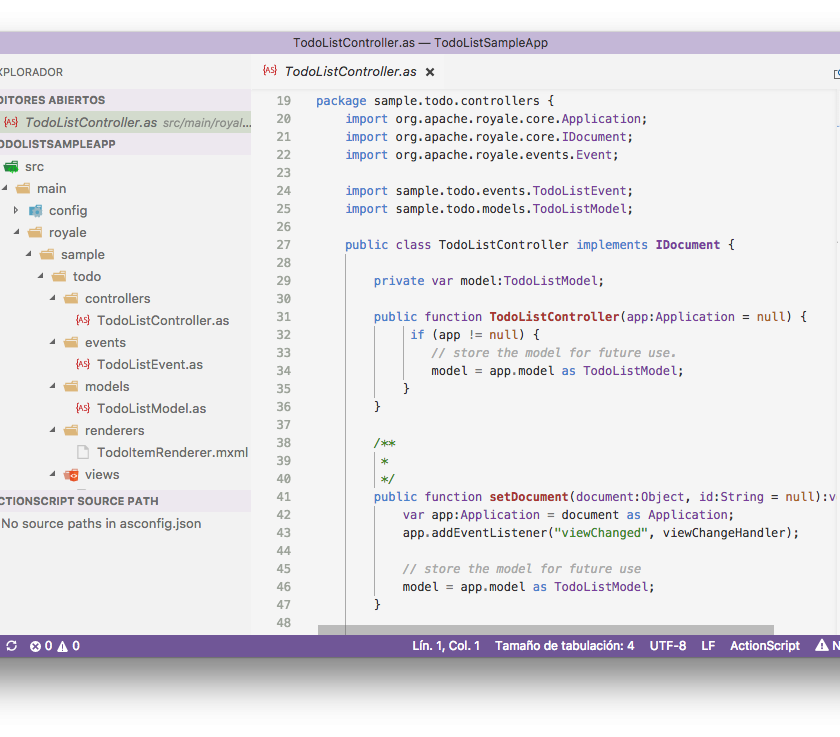 TodoListController.as — TodoListSampleApp
XPLORADOR
DITORES ABIERTOS
TodoListController.as src/main/royal...
ODOLISTSAMPLEAPP
src
main
config
royale
sample
todo
controllers
TodoListController.as
events
TodoListEvent.as
models
TodoListModel.as
renderers
TodoItemRenderer.mxml
views
CTIONSCRIPT SOURCE PATH
No source paths in asconfig.json
TodoListController.as ×
19 package sample.todo.controllers {
20     import org.apache.royale.core.Application;
21     import org.apache.royale.core.IDocument;
22     import org.apache.royale.events.Event;
23
24     import sample.todo.events.TodoListEvent;
25     import sample.todo.models.TodoListModel;
26
27     public class TodoListController implements IDocument {
28
29         private var model:TodoListModel;
30
31         public function TodoListController(app:Application = null) {
32              if (app != null) {
33                 // store the model for future use.
34                 model = app.model as TodoListModel;
35             }
36         }
37
38         /**
39          *
40          */
41         public function setDocument(document:Object, id:String = null):v
42             var app:Application = document as Application;
43             app.addEventListener("viewChanged", viewChangeHandler);
44
45             // store the model for future use
46             model = app.model as TodoListModel;
47         }
48
0 0 Lín. 1, Col. 1 Tamaño de tabulación: 4 UTF-8 LF ActionScript N